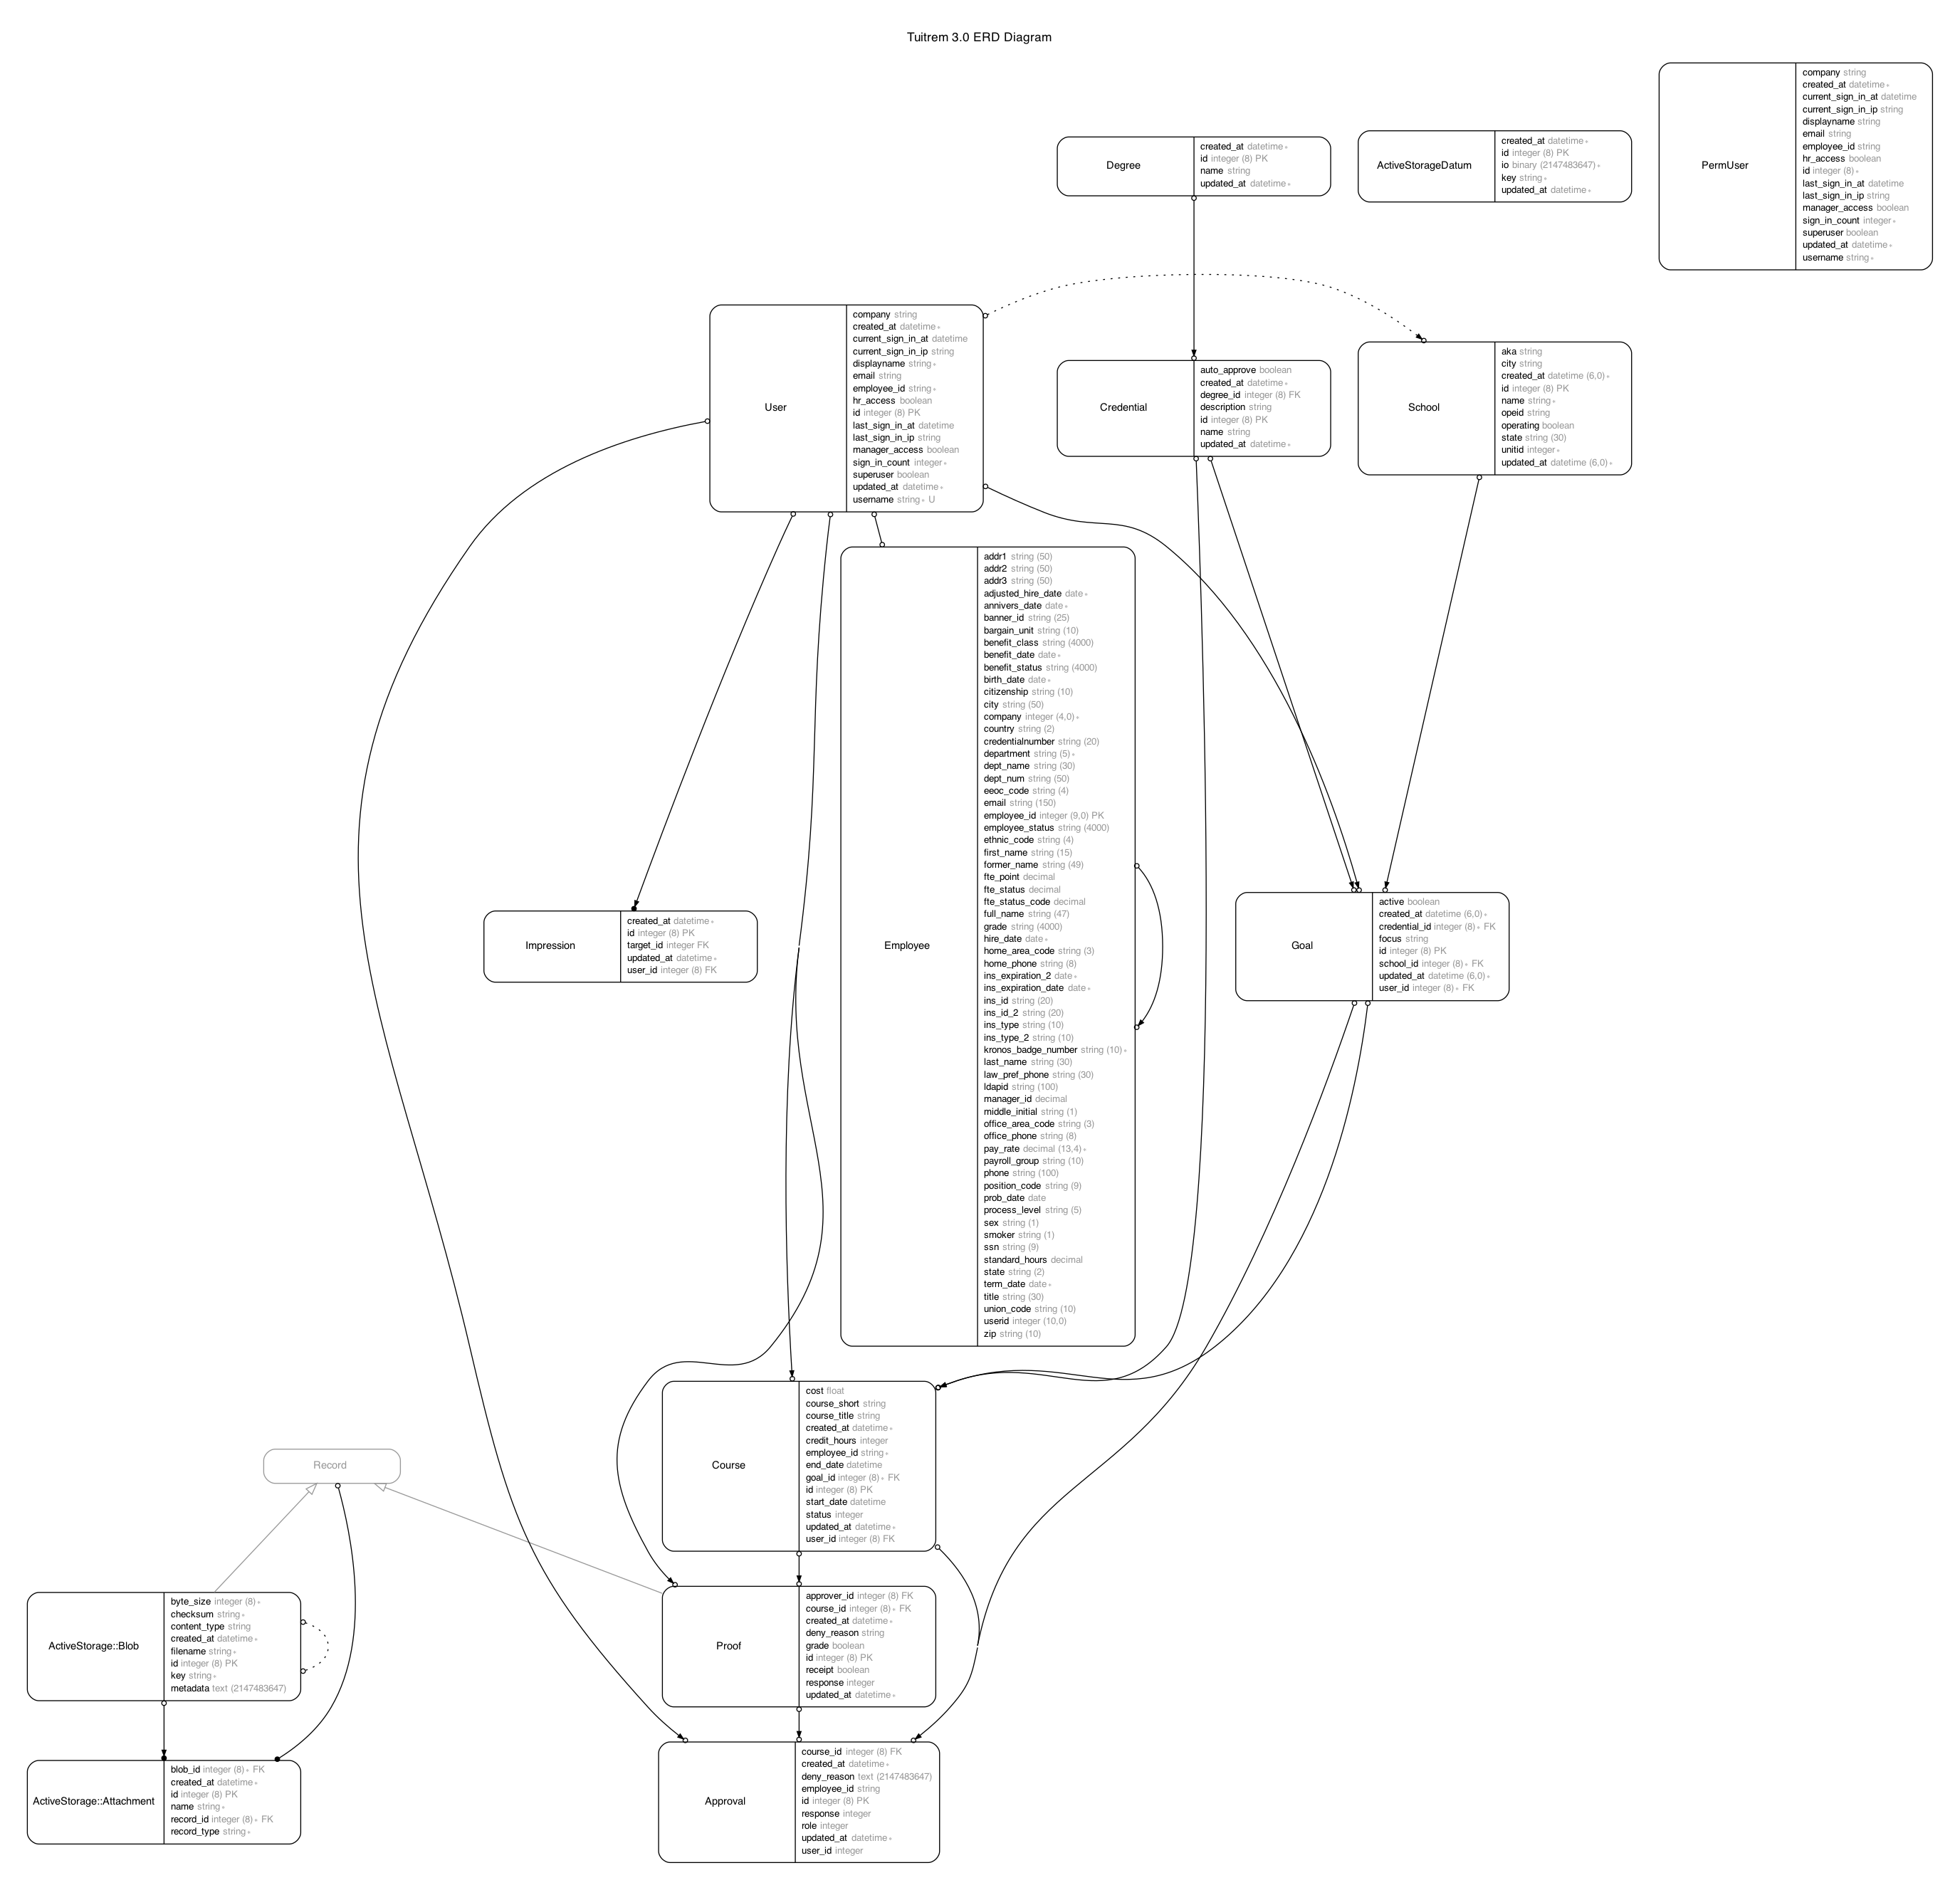 Tuitrem 3.0 ERD Diagram
PermUser
company string
created_at datetime ∗
current_sign_in_at datetime
current_sign_in_ip string
displayname string
email string
employee_id string
hr_access boolean
id integer (8) ∗
last_sign_in_at datetime
last_sign_in_ip string
manager_access boolean
sign_in_count integer ∗
superuser boolean
updated_at datetime ∗
username string ∗
Degree
created_at datetime ∗
id integer (8) PK
name string
updated_at datetime ∗
ActiveStorageDatum
created_at datetime ∗
id integer (8) PK
io binary (2147483647) ∗
key string ∗
updated_at datetime ∗
User
company string
created_at datetime ∗
current_sign_in_at datetime
current_sign_in_ip string
displayname string ∗
email string
employee_id string ∗
hr_access boolean
id integer (8) PK
last_sign_in_at datetime
last_sign_in_ip string
manager_access boolean
sign_in_count integer ∗
superuser boolean
updated_at datetime ∗
username string ∗ U
Credential
auto_approve boolean
created_at datetime ∗
degree_id integer (8) FK
description string
id integer (8) PK
name string
updated_at datetime ∗
School
aka string
city string
created_at datetime (6,0) ∗
id integer (8) PK
name string ∗
opeid string
operating boolean
state string (30)
unitid integer ∗
updated_at datetime (6,0) ∗
Employee
addr1 string (50)
addr2 string (50)
addr3 string (50)
adjusted_hire_date date ∗
annivers_date date ∗
banner_id string (25)
bargain_unit string (10)
benefit_class string (4000)
benefit_date date ∗
benefit_status string (4000)
birth_date date ∗
citizenship string (10)
city string (50)
company integer (4,0) ∗
country string (2)
credentialnumber string (20)
department string (5) ∗
dept_name string (30)
dept_num string (50)
eeoc_code string (4)
email string (150)
employee_id integer (9,0) PK
employee_status string (4000)
ethnic_code string (4)
first_name string (15)
former_name string (49)
fte_point decimal
fte_status decimal
fte_status_code decimal
full_name string (47)
grade string (4000)
hire_date date ∗
home_area_code string (3)
home_phone string (8)
ins_expiration_2 date ∗
ins_expiration_date date ∗
ins_id string (20)
ins_id_2 string (20)
ins_type string (10)
ins_type_2 string (10)
kronos_badge_number string (10) ∗
last_name string (30)
law_pref_phone string (30)
ldapid string (100)
manager_id decimal
middle_initial string (1)
office_area_code string (3)
office_phone string (8)
pay_rate decimal (13,4) ∗
payroll_group string (10)
phone string (100)
position_code string (9)
prob_date date
process_level string (5)
sex string (1)
smoker string (1)
ssn string (9)
standard_hours decimal
state string (2)
term_date date ∗
title string (30)
union_code string (10)
userid integer (10,0)
zip string (10)
Impression
created_at datetime ∗
id integer (8) PK
target_id integer FK
updated_at datetime ∗
user_id integer (8) FK
Goal
active boolean
created_at datetime (6,0) ∗
credential_id integer (8) ∗ FK
focus string
id integer (8) PK
school_id integer (8) ∗ FK
updated_at datetime (6,0) ∗
user_id integer (8) ∗ FK
Course
cost float
course_short string
course_title string
created_at datetime ∗
credit_hours integer
employee_id string ∗
end_date datetime
goal_id integer (8) ∗ FK
id integer (8) PK
start_date datetime
status integer
updated_at datetime ∗
user_id integer (8) FK
Record
ActiveStorage::Blob
byte_size integer (8) ∗
checksum string ∗
content_type string
created_at datetime ∗
filename string ∗
id integer (8) PK
key string ∗
metadata text (2147483647)
Proof
approver_id integer (8) FK
course_id integer (8) ∗ FK
created_at datetime ∗
deny_reason string
grade boolean
id integer (8) PK
receipt boolean
response integer
updated_at datetime ∗
ActiveStorage::Attachment
blob_id integer (8) ∗ FK
created_at datetime ∗
id integer (8) PK
name string ∗
record_id integer (8) ∗ FK
record_type string ∗
Approval
course_id integer (8) FK
created_at datetime ∗
deny_reason text (2147483647)
employee_id string
id integer (8) PK
response integer
role integer
updated_at datetime ∗
user_id integer